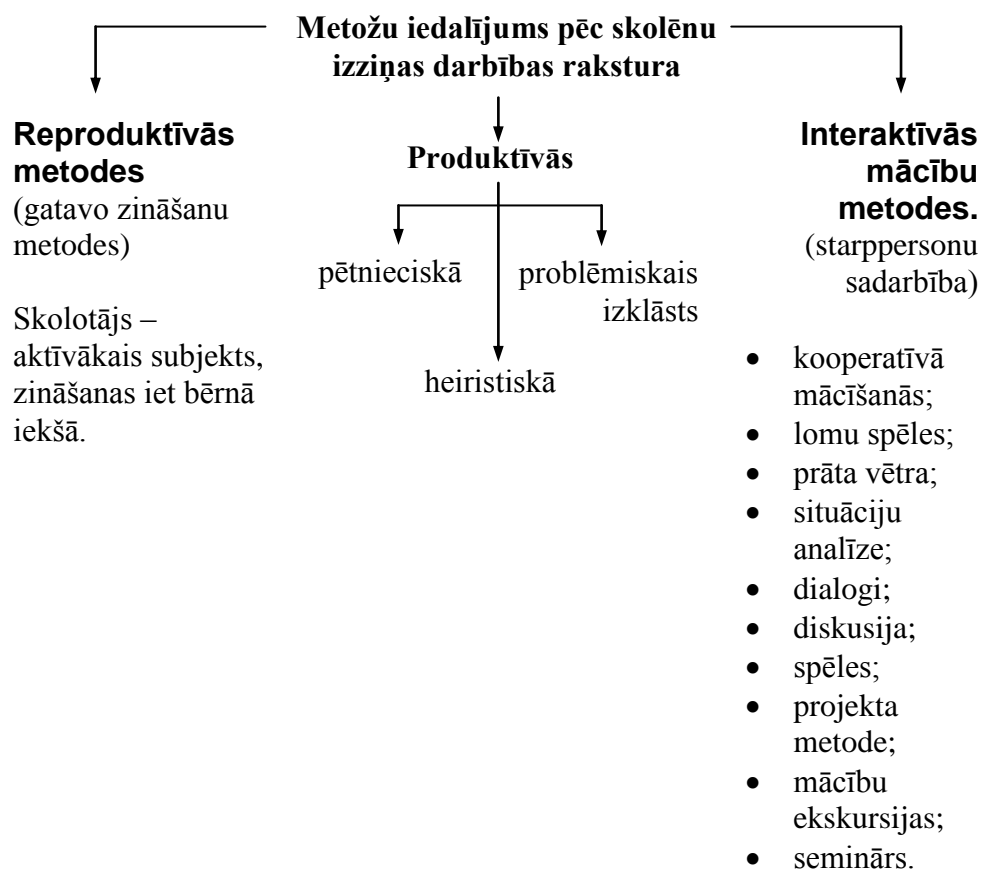 Metožu iedalījums pēc skolēnu
izziņas darbības rakstura
Reproduktīvās
metodes
(gatavo zināšanu
metodes)
Skolotājs –
aktīvākais subjekts,
zināšanas iet bērnā
iekšā.
Produktīvās
pētnieciskā
problēmiskais
izklāsts
heiristiskā
Interaktīvās
mācību
metodes.
(starppersonu
sadarbība)
• kooperatīvā
mācīšanās;
• lomu spēles;
• prāta vētra;
• situāciju
analīze;
• dialogi;
• diskusija;
• spēles;
• projekta
metode;
• mācību
ekskursijas;
• seminārs.